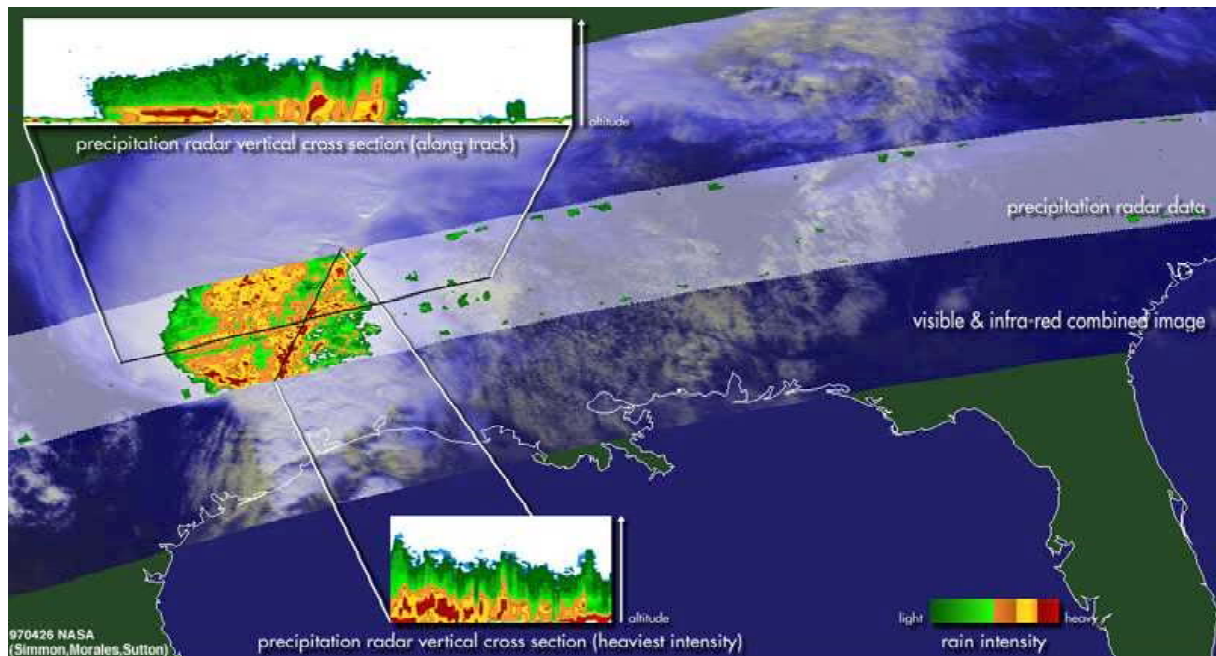 altitude
precipitation radar vertical cross section (along track)
precipitation radar data
visible & infra-red combined image
altitude
light heavy
rain intensity
precipitation radar vertical cross section (heaviest intensity)
970426 NASA
(Simmon,Morales,Sutton)